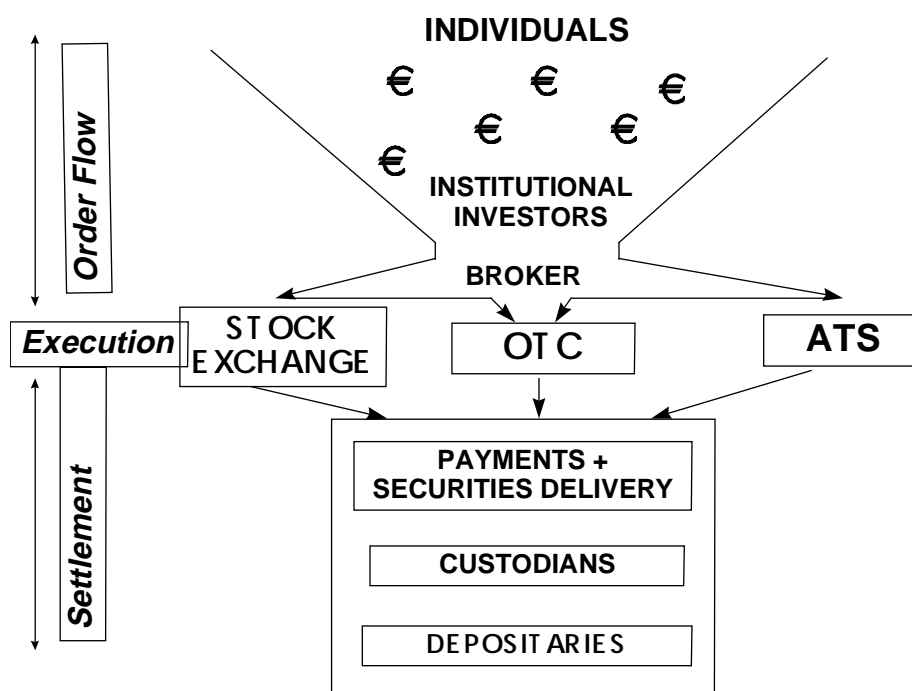 INDIVIDUALS
€ € €
€ €
€
INSTITUTIONAL
INVESTORS
Order Flow
BROKER
Execution
STOCK
EXCHANGE
OTC
ATS
Settlement
PAYMENTS +
SECURITIES DELIVERY
CUSTODIANS
DEPOSITARIES